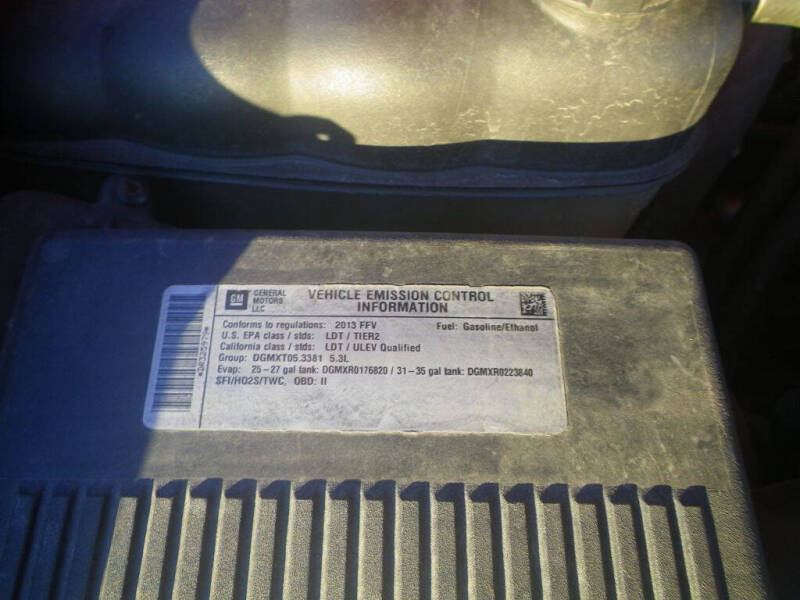 GM GENERAL MOTORS LLC
VEHICLE EMISSION CONTROL INFORMATION
Conforms to regulations: 2013 FFV Fuel: Gasoline/Ethanol
U.S. EPA class / stds: LDT / TIER2
California class / stds: LDT / ULEV Qualified
Group: DGMXT05.3381 5.3L
Evap: 25-27 gal tank: DGMXR0176820 / 31-35 gal tank: DGMXR0223840
SFI/HO2S/TWC, OBD: II